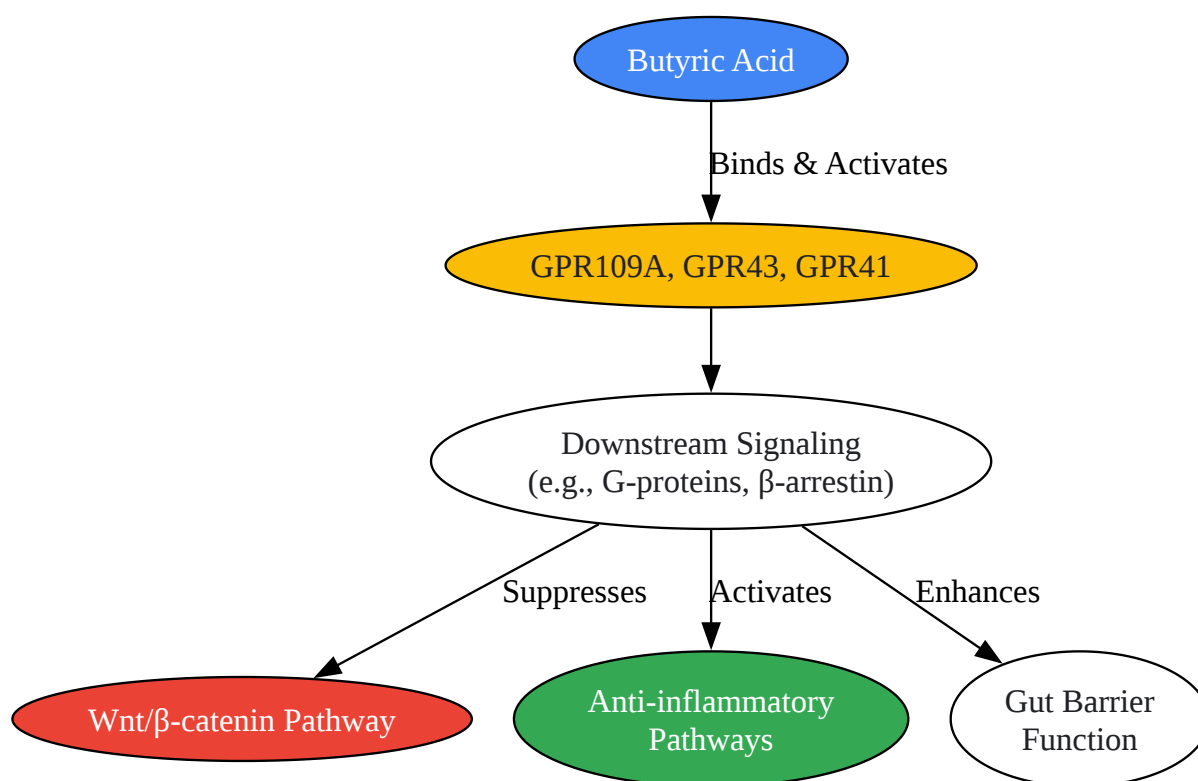 Butyric Acid
Binds & Activates
GPR109A, GPR43, GPR41
Downstream Signaling
(e.g., G-proteins, β-arrestin)
Suppresses
Activates
Enhances
Wnt/β-catenin Pathway
Anti-inflammatory
Pathways
Gut Barrier
Function